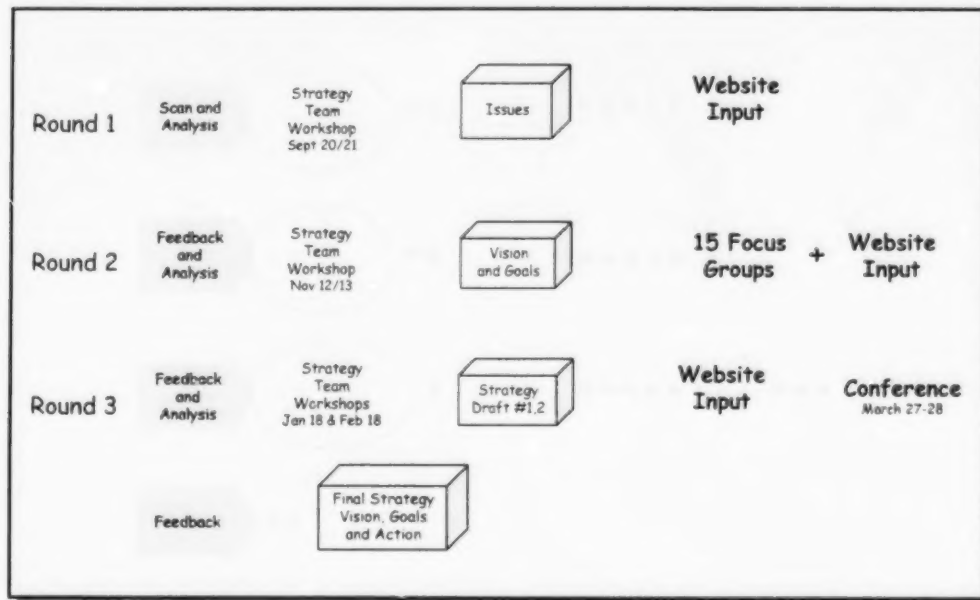 Round 1
Scan and
Analysis
Strategy
Team
Workshop
Sept 20/21
Issues
Website
Input
Round 2
Feedback
and
Analysis
Strategy
Team
Workshop
Nov 12/13
Vision
and Goals
15 Focus
Groups
+
Website
Input
Round 3
Feedback
and
Analysis
Strategy
Team
Workshops
Jan 18 & Feb 18
Strategy
Draft #1,2
Website
Input
Conference
March 27-28
Feedback
Final Strategy
Vision, Goals
and Action